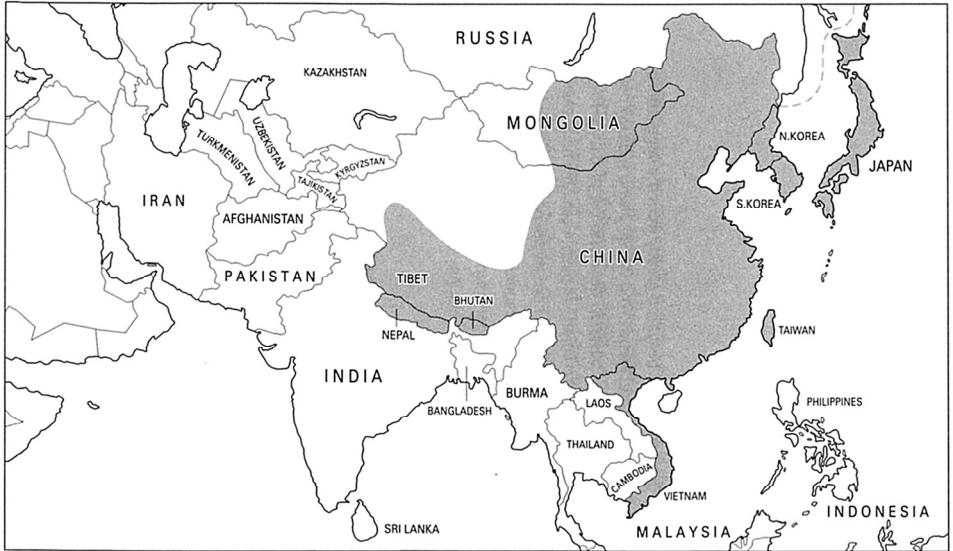 RUSSIA
KAZAKHSTAN
MONGOLIA
UZBEKISTAN
TURKMENISTAN
KYRGYZSTAN
TAJIKISTAN
N.KOREA
JAPAN
IRAN
AFGHANISTAN
S.KOREA
PAKISTAN
CHINA
TIBET
BHUTAN
NEPAL
TAIWAN
INDIA
BURMA
BANGLADESH
LAOS
PHILIPPINES
THAILAND
CAMBODIA
VIETNAM
SRI LANKA
MALAYSIA
INDONESIA